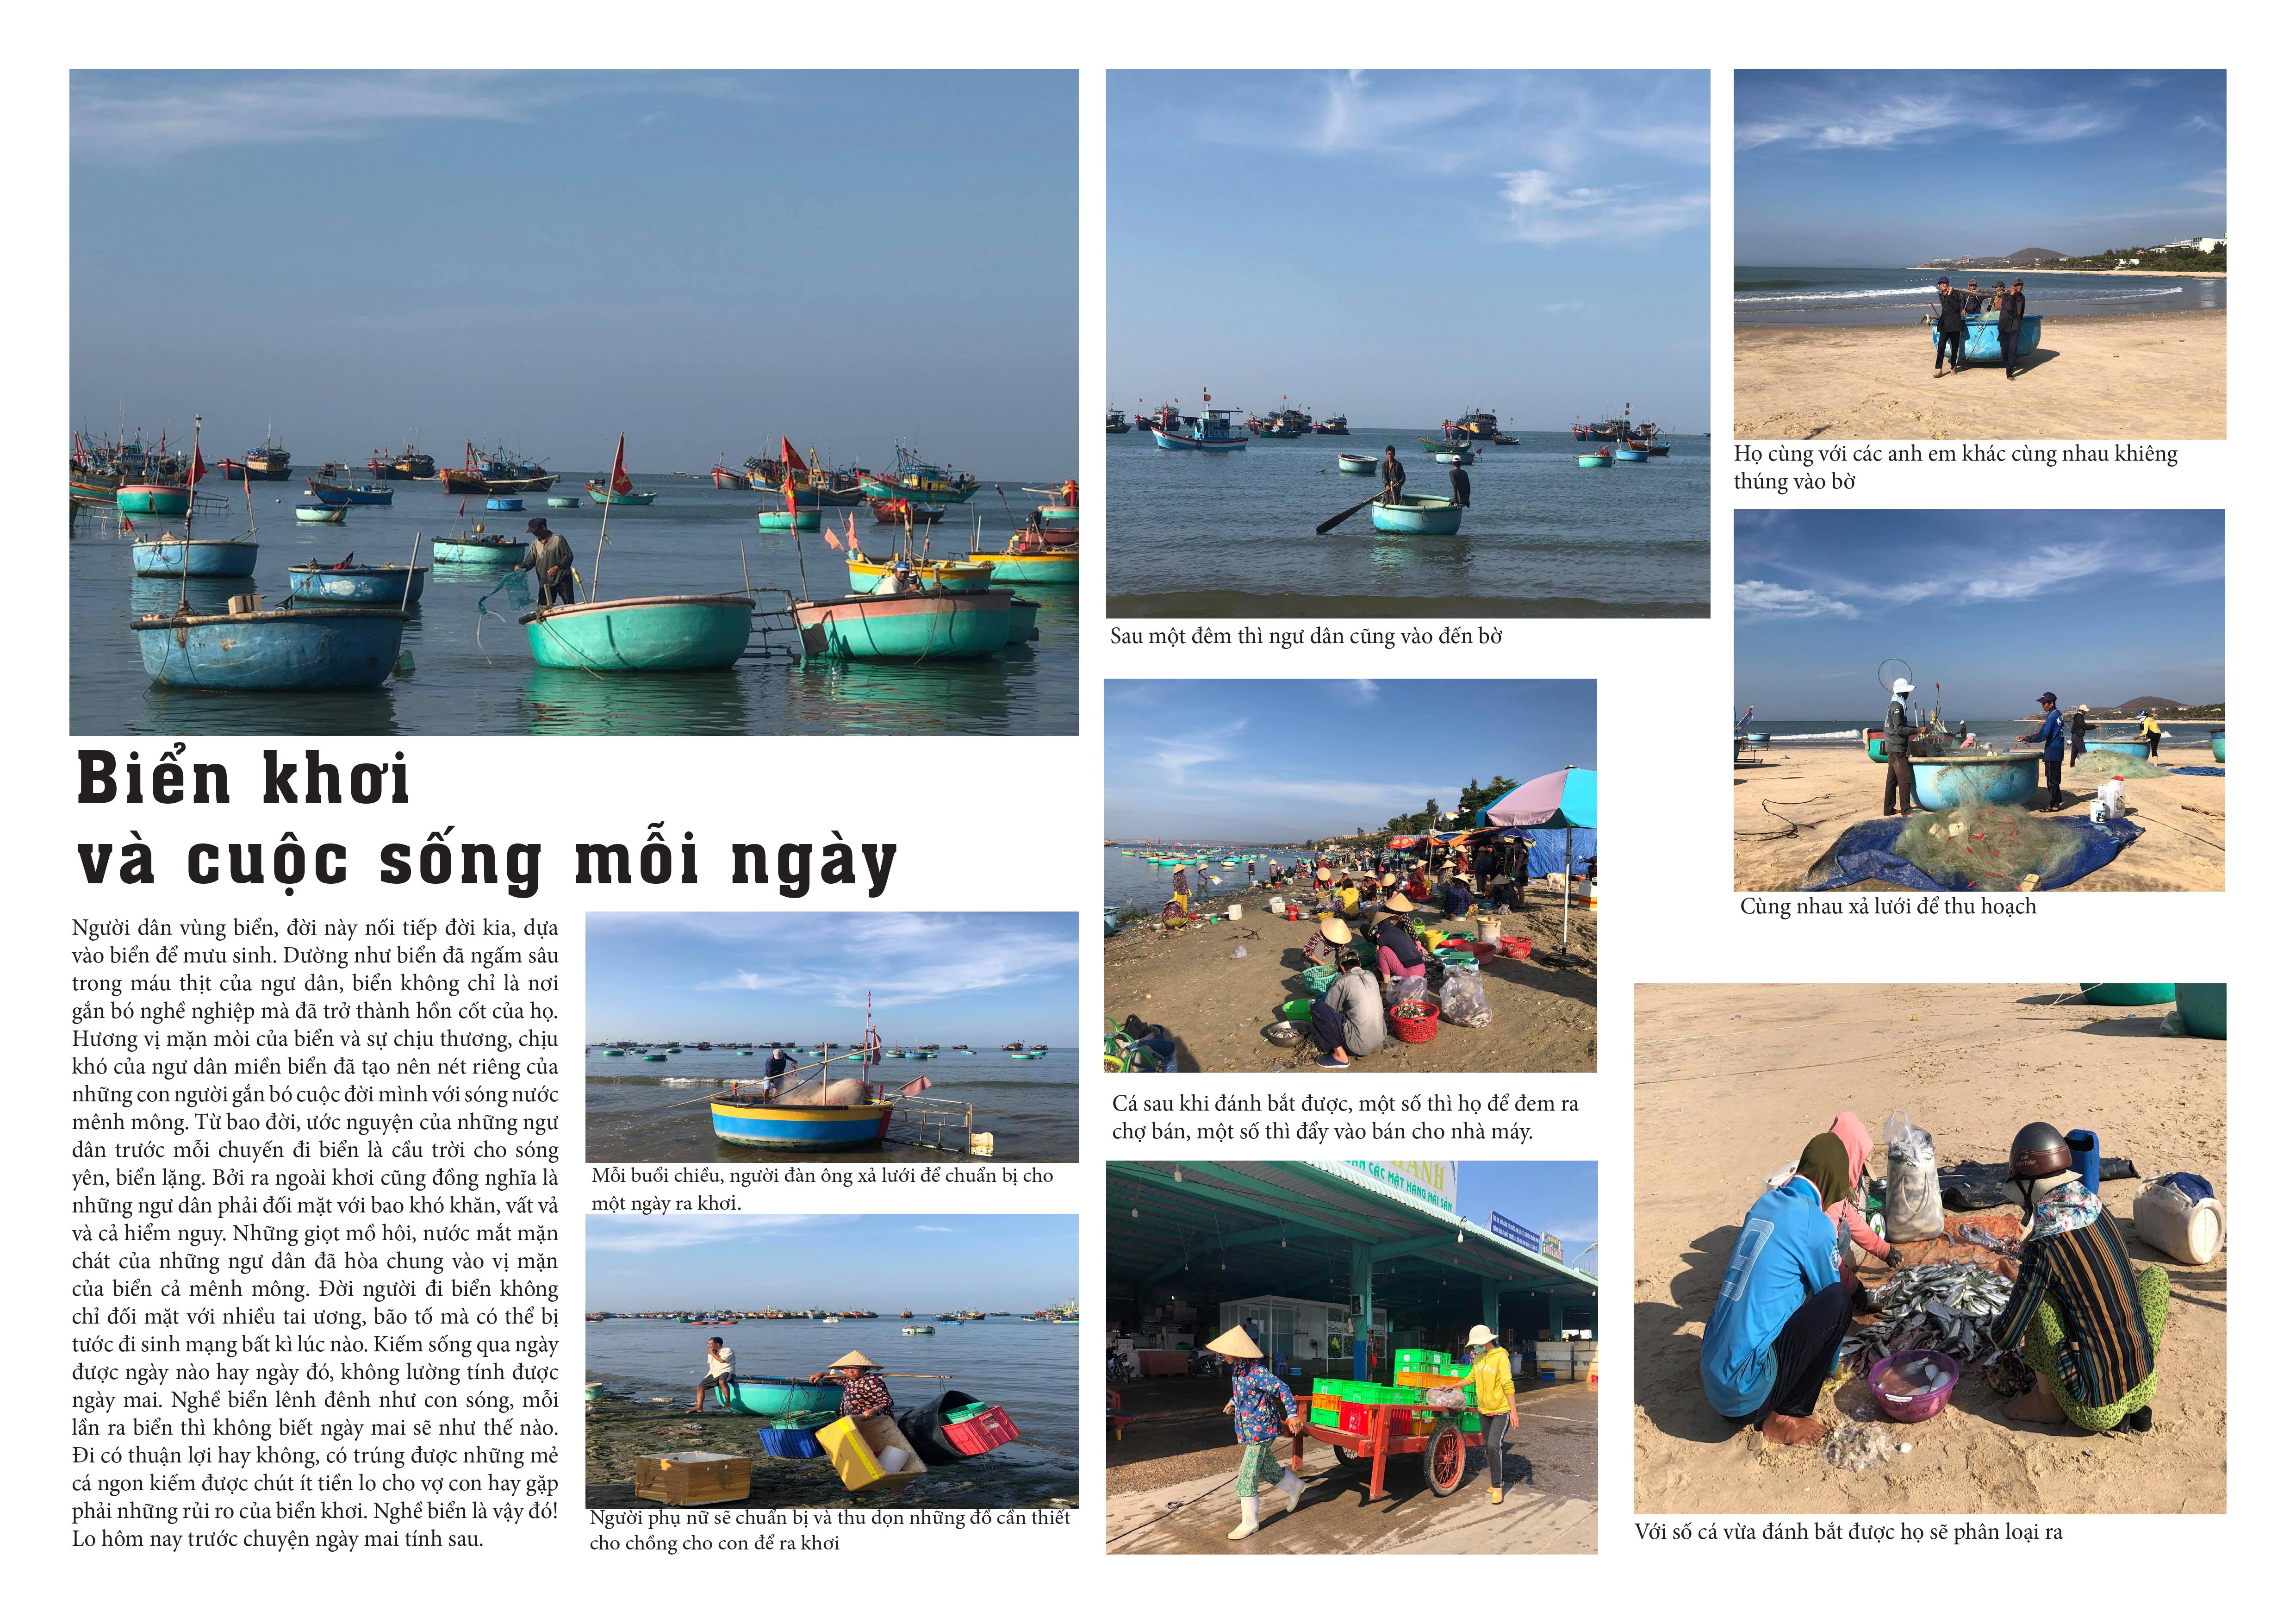 Biển khơi
và cuộc sống mỗi ngày
Người dân vùng biển, đời này nối tiếp đời kia, dựa
vào biển để mưu sinh. Dường như biển đã ngấm sâu
trong máu thịt của ngư dân, biển không chỉ là nơi
gắn bó nghề nghiệp mà đã trở thành hồn cốt của họ.
Hương vị mặn mòi của biển và sự chịu thương, chịu
khó của ngư dân miền biển đã tạo nên nét riêng của
những con người gắn bó cuộc đời mình với sóng nước
mênh mông. Từ bao đời, ước nguyện của những ngư
dân trước mỗi chuyến đi biển là cầu trời cho sóng
yên, biển lặng. Bởi ra ngoài khơi cũng đồng nghĩa là
những ngư dân phải đối mặt với bao khó khăn, vất vả
và cả hiểm nguy. Những giọt mồ hôi, nước mắt mặn
chát của những ngư dân đã hòa chung vào vị mặn
của biển cả mênh mông. Đời người đi biển không
chỉ đối mặt với nhiều tai ương, bão tố mà có thể bị
tước đi sinh mạng bất kì lúc nào. Kiếm sống qua ngày
được ngày nào hay ngày đó, không lường tính được
ngày mai. Nghề biển lênh đênh như con sóng, mỗi
lần ra biển thì không biết ngày mai sẽ như thế nào.
Đi có thuận lợi hay không, có trúng được những mẻ
cá ngon kiếm được chút ít tiền lo cho vợ con hay gặp
phải những rủi ro của biển khơi. Nghề biển là vậy đó!
Lo hôm nay trước chuyện ngày mai tính sau.
Mỗi buổi chiều, người đàn ông xả lưới để chuẩn bị cho
một ngày ra khơi.
Người phụ nữ sẽ chuẩn bị và thu dọn những đồ cần thiết
cho chồng cho con để ra khơi
Sau một đêm thì ngư dân cũng vào đến bờ
Cá sau khi đánh bắt được, một số thì họ để đem ra
chợ bán, một số thì đẩy vào bán cho nhà máy.
CÁC MẶT HÀNG HẢI SẢN
Họ cùng với các anh em khác cùng nhau khiêng
thúng vào bờ
Cùng nhau xả lưới để thu hoạch
Với số cá vừa đánh bắt được họ sẽ phân loại ra